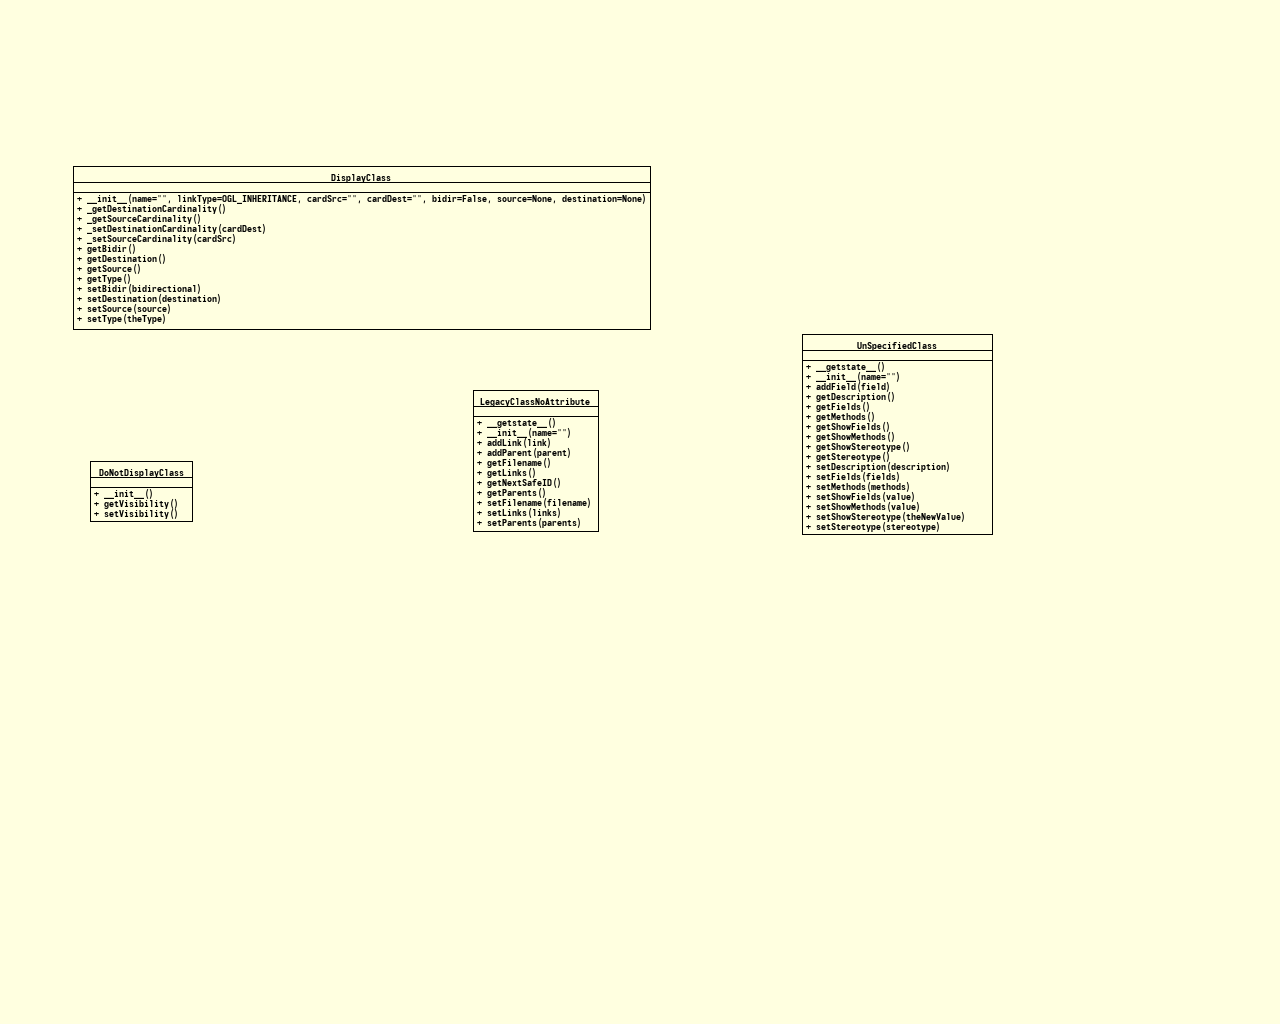 DisplayClass
+ __init__(name="", linkType=OGL_INHERITANCE, cardSrc="", cardDest="", bidir=False, source=None, destination=None)
+ _getDestinationCardinality()
+ _getSourceCardinality()
+ _setDestinationCardinality(cardDest)
+ _setSourceCardinality(cardSrc)
+ getBidir()
+ getDestination()
+ getSource()
+ getType()
+ setBidir(bidirectional)
+ setDestination(destination)
+ setSource(source)
+ setType(theType)
UnSpecifiedClass
+ __getstate__()
+ __init__(name="")
+ addField(field)
+ getDescription()
+ getFields()
+ getMethods()
+ getShowFields()
+ getShowMethods()
+ getShowStereotype()
+ getStereotype()
+ setDescription(description)
+ setFields(fields)
+ setMethods(methods)
+ setShowFields(value)
+ setShowMethods(value)
+ setShowStereotype(theNewValue)
+ setStereotype(stereotype)
LegacyClassNoAttribute
+ __getstate__()
+ __init__(name="")
+ addLink(link)
+ addParent(parent)
+ getFilename()
+ getLinks()
+ getNextSafeID()
+ getParents()
+ setFilename(filename)
+ setLinks(links)
+ setParents(parents)
DoNotDisplayClass
+ __init__()
+ getVisibility()
+ setVisibility()